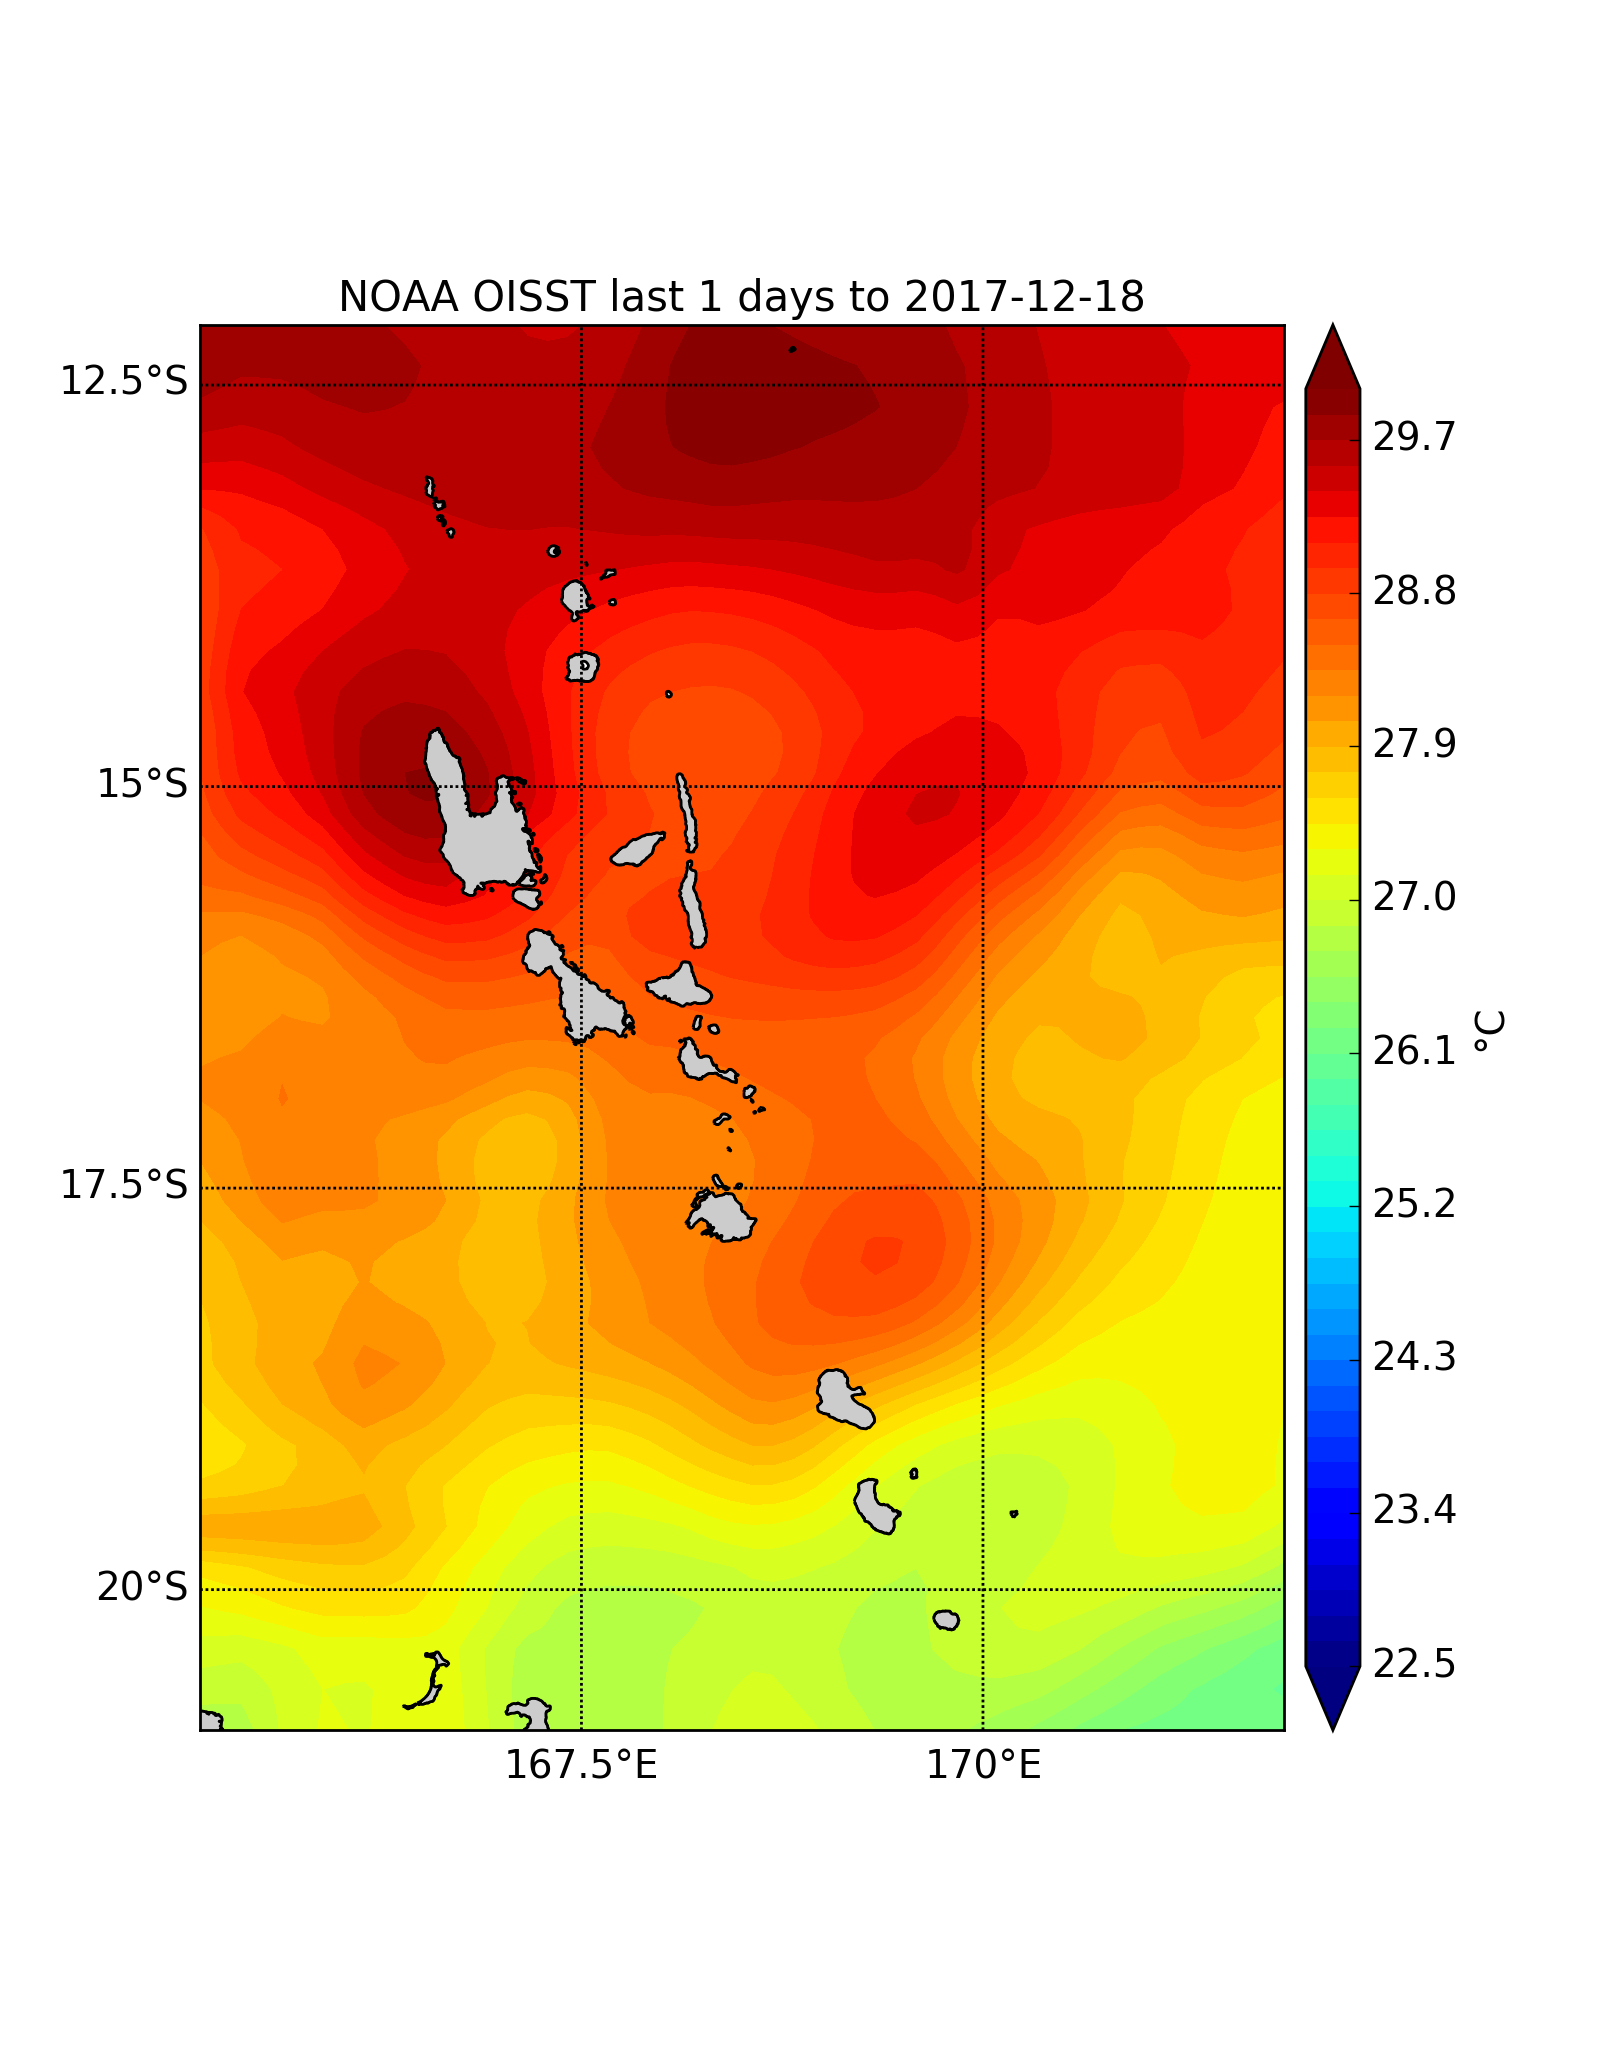 NOAA OISST last 1 days to 2017-12-18
12.5°S
15°S
17.5°S
20°S
167.5°E
170°E
29.7
28.8
27.9
27.0
26.1
25.2
24.3
23.4
22.5
°C